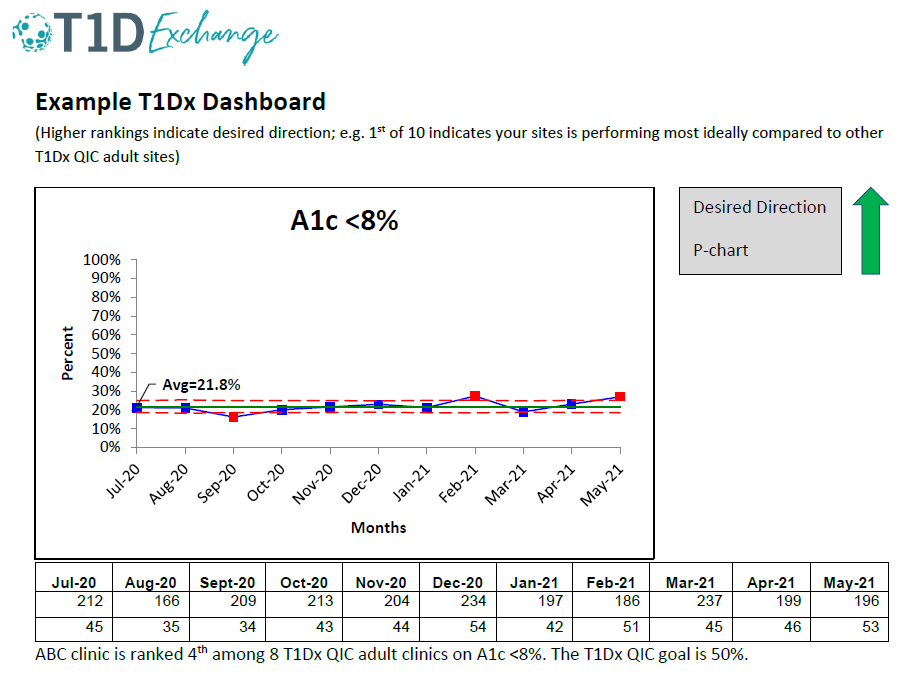 T1D Exchange
Example T1Dx Dashboard
(Higher rankings indicate desired direction; e.g. 1st of 10 indicates your sites is performing most ideally compared to other
T1Dx QIC adult sites)
A1c <8%
Desired Direction
P-chart
Percent
100%
90%
80%
70%
60%
50%
40%
30%
20%
10%
0%
Avg=21.8%
Jul-20 Aug-20 Sep-20 Oct-20 Nov-20 Dec-20 Jan-21 Feb-21 Mar-21 Apr-21 May-21
Months
Jul-20 Aug-20 Sept-20 Oct-20 Nov-20 Dec-20 Jan-21 Feb-21 Mar-21 Apr-21 May-21
212 166 209 213 204 234 197 186 237 199 196
45 35 34 43 44 54 42 51 45 46 53
ABC clinic is ranked 4th among 8 T1Dx QIC adult clinics on A1c <8%. The T1Dx QIC goal is 50%.